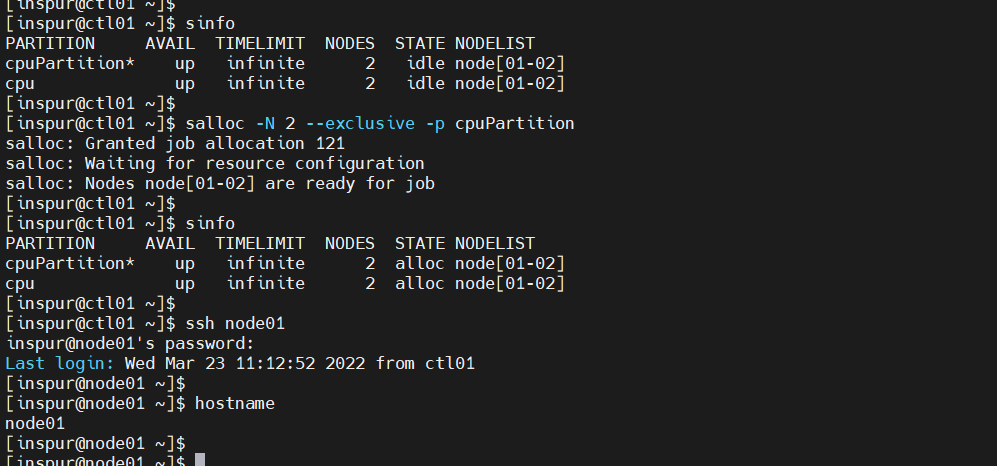 [inspur@ctl01 ~]$
[inspur@ctl01 ~]$ sinfo
PARTITION     AVAIL  TIMELIMIT  NODES  STATE NODELIST
cpuPartition*    up   infinite      2   idle node[01-02]
cpu              up   infinite      2   idle node[01-02]
[inspur@ctl01 ~]$
[inspur@ctl01 ~]$ salloc -N 2 --exclusive -p cpuPartition
salloc: Granted job allocation 121
salloc: Waiting for resource configuration
salloc: Nodes node[01-02] are ready for job
[inspur@ctl01 ~]$
[inspur@ctl01 ~]$ sinfo
PARTITION     AVAIL  TIMELIMIT  NODES  STATE NODELIST
cpuPartition*    up   infinite      2  alloc node[01-02]
cpu              up   infinite      2  alloc node[01-02]
[inspur@ctl01 ~]$
[inspur@ctl01 ~]$ ssh node01
inspur@node01's password:
Last login: Wed Mar 23 11:12:52 2022 from ctl01
[inspur@node01 ~]$
[inspur@node01 ~]$ hostname
node01
[inspur@node01 ~]$
[inspur@node01 ~]$